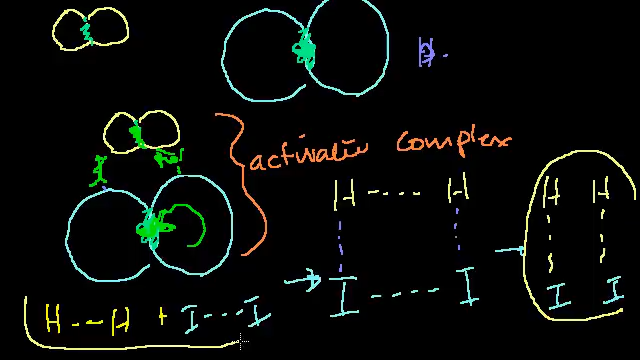 H
activation complex
H ---- H
I ---- I
H H
I I
H -- H + I --- I